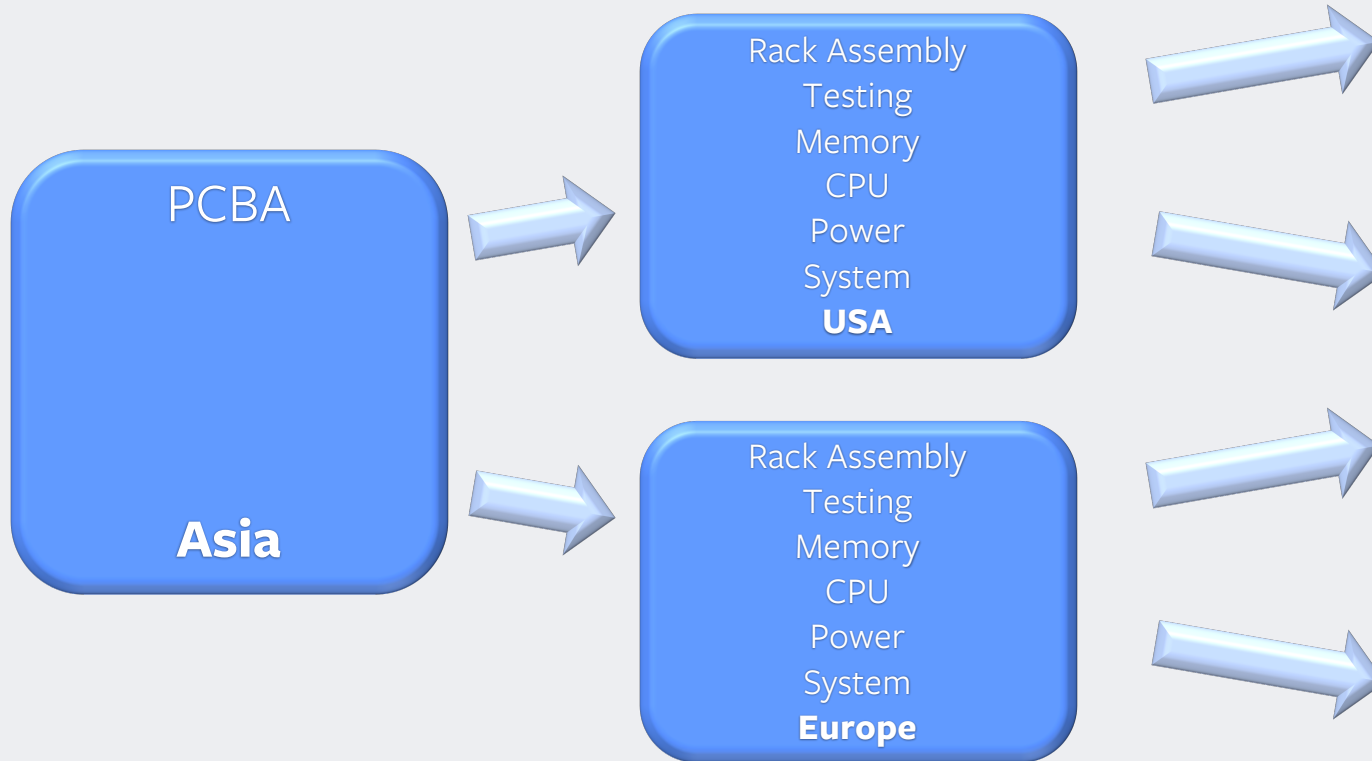 PCBA
Asia
Rack Assembly
Testing
Memory
CPU
Power
System
USA
Rack Assembly
Testing
Memory
CPU
Power
System
Europe